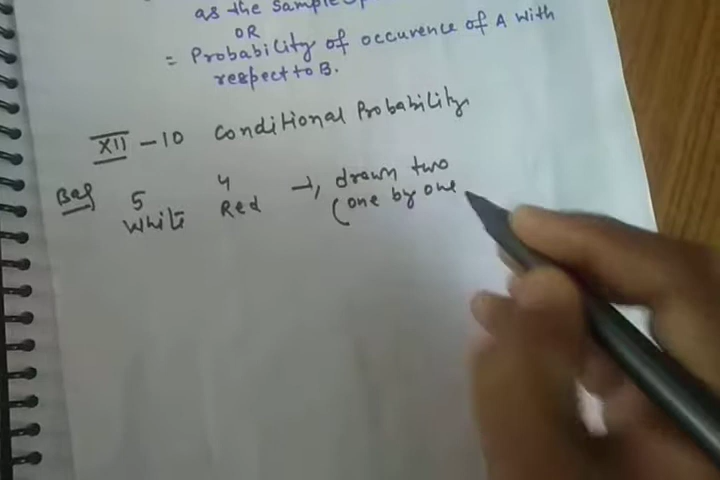 as the Sample
OR
= Probability of occurence of A with
respect to B.
XII - 10 Conditional Probability
Bag 5 White 4 Red → drawn two
(one by one